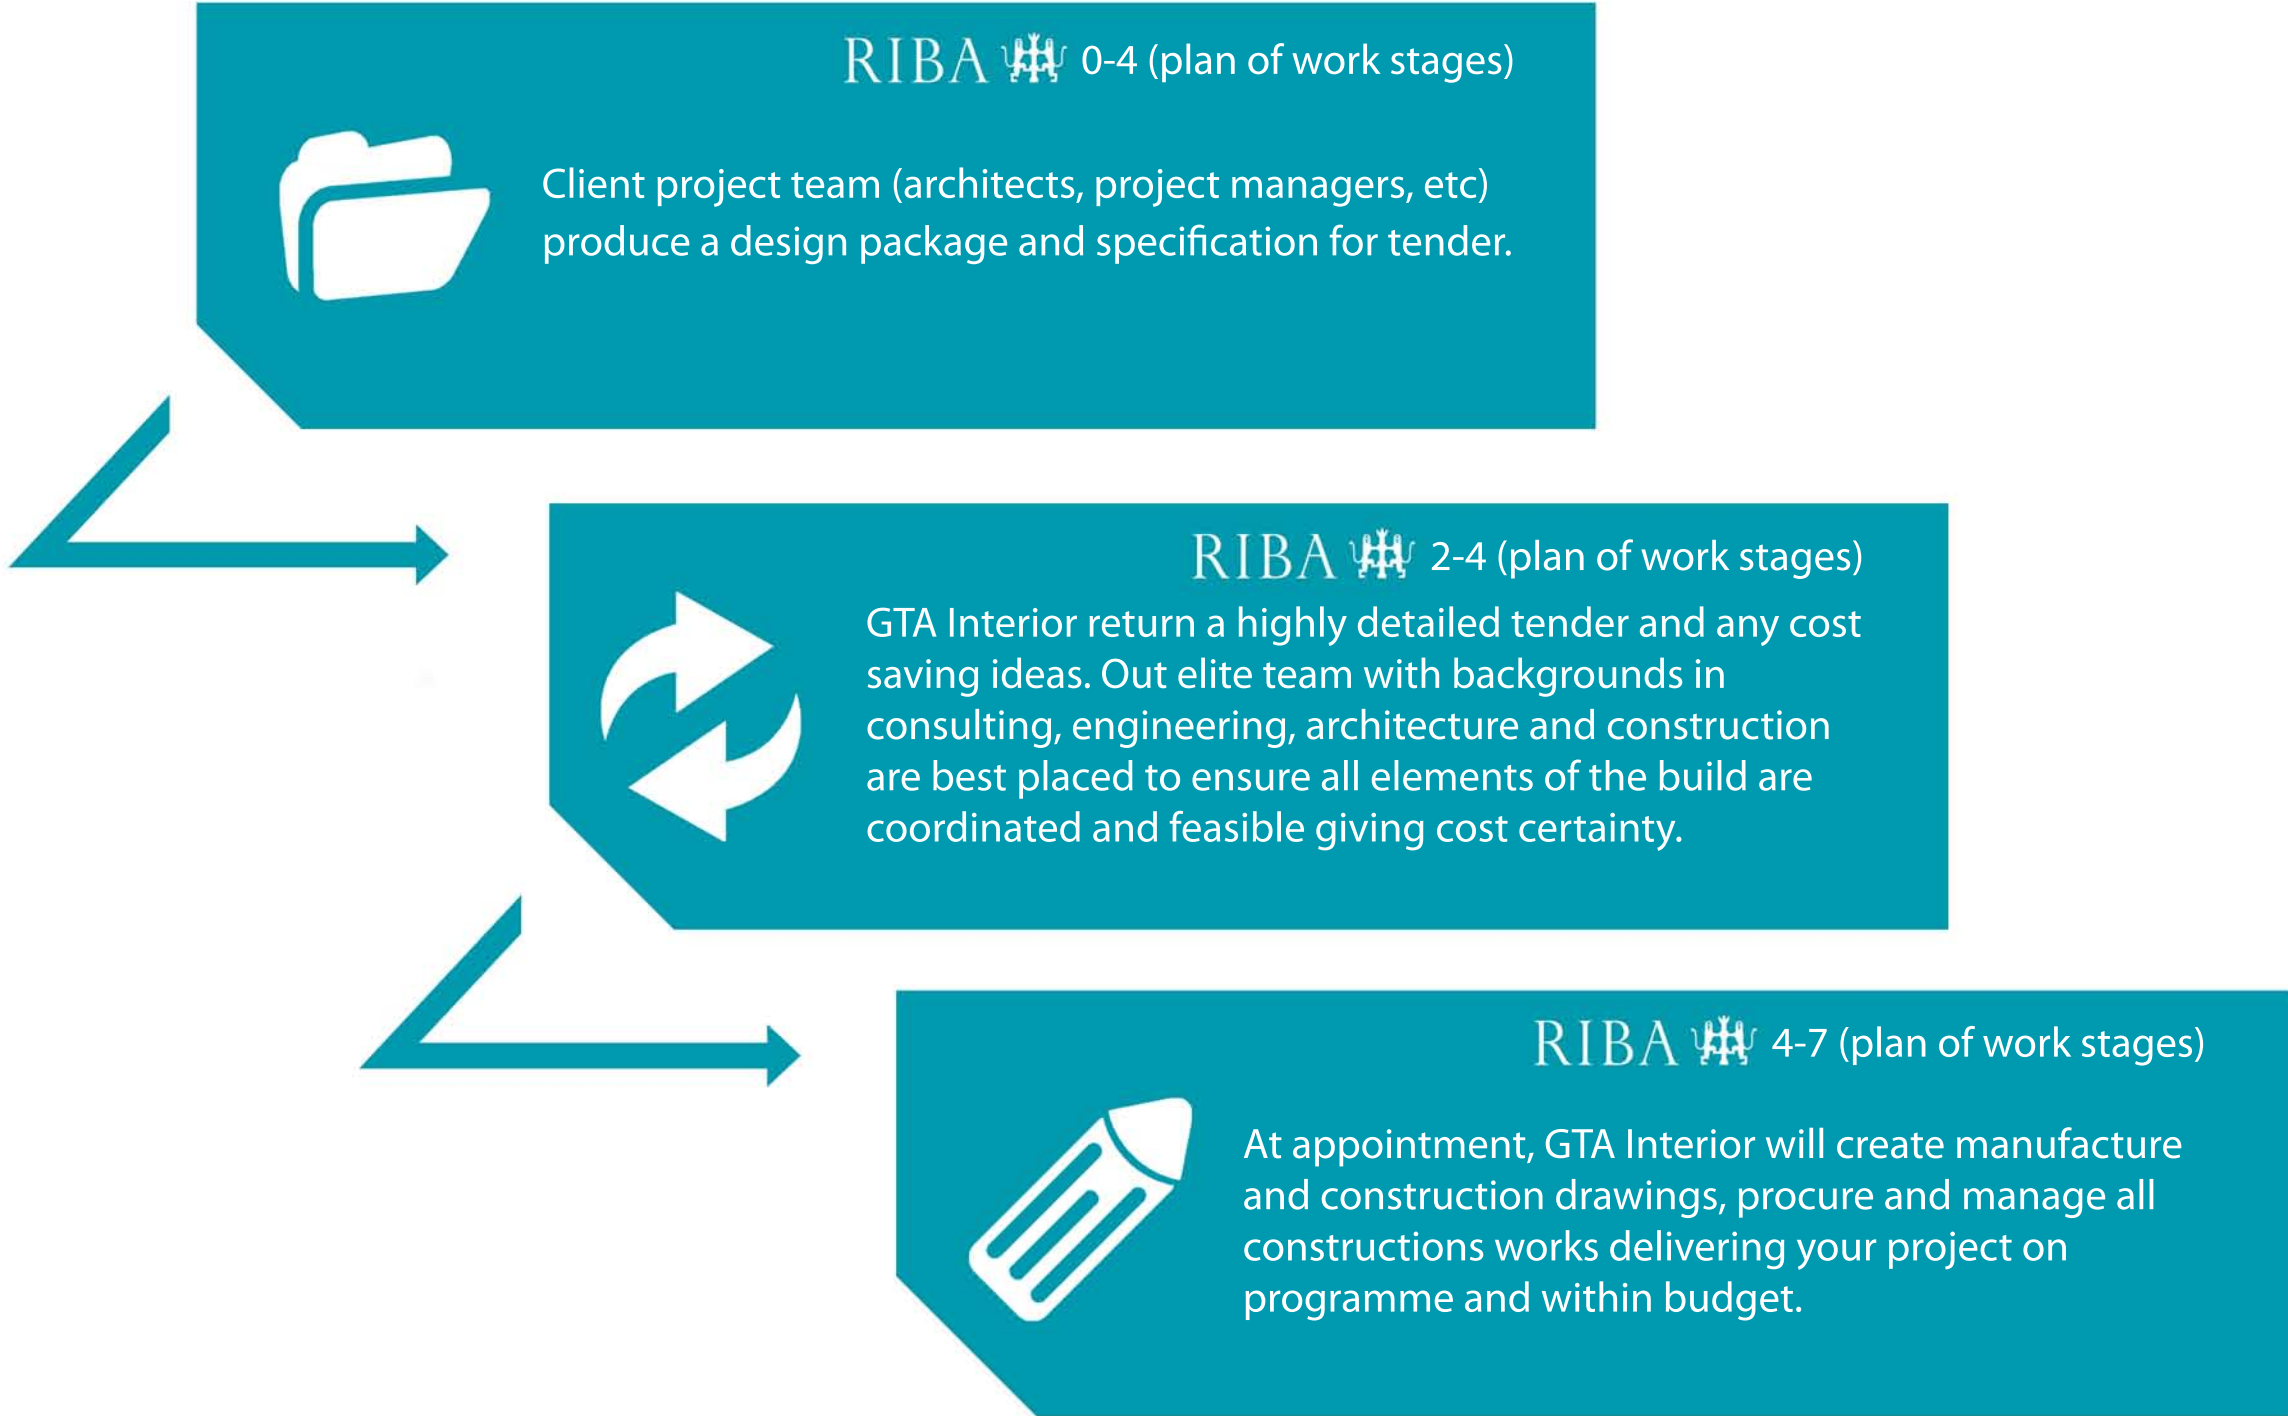 RIBA 0-4 (plan of work stages)
Client project team (architects, project managers, etc)
produce a design package and specification for tender.
RIBA 2-4 (plan of work stages)
GTA Interior return a highly detailed tender and any cost
saving ideas. Out elite team with backgrounds in
consulting, engineering, architecture and construction
are best placed to ensure all elements of the build are
coordinated and feasible giving cost certainty.
RIBA 4-7 (plan of work stages)
At appointment, GTA Interior will create manufacture
and construction drawings, procure and manage all
constructions works delivering your project on
programme and within budget.